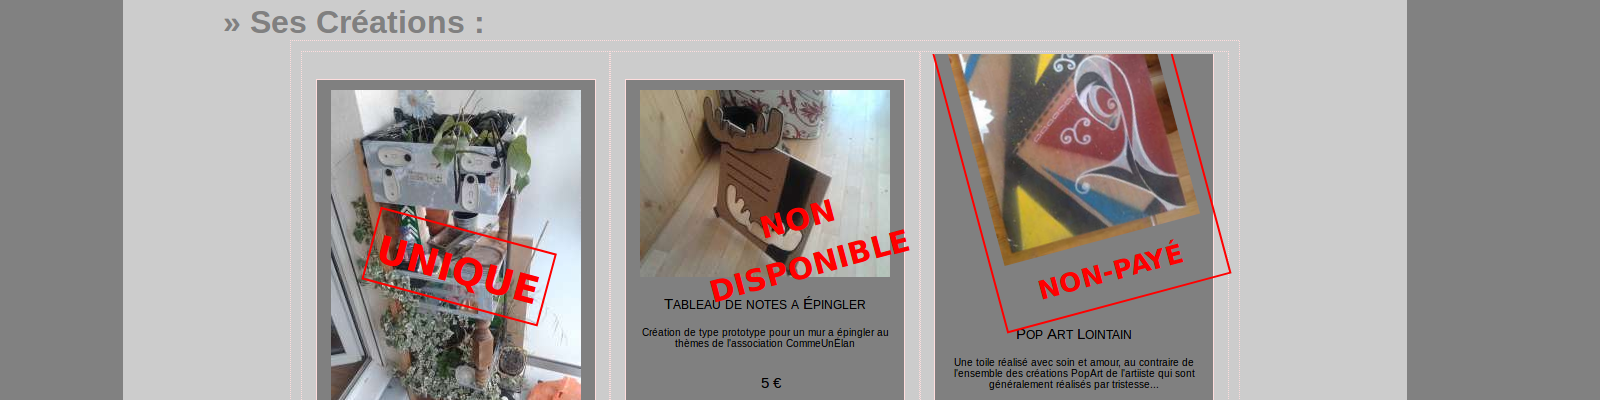 » Ses Créations :
UNIQUE
NON
DISPONIBLE
TABLEAU DE NOTES A ÉPINGLER
Création de type prototype pour un mur a épingler au
thèmes de l'association CommeUnÉlan
5 €
NON-PAYÉ
POP ART LOINTAIN
Une toile réalisé avec soin et amour, au contraire de
l'ensemble des créations PopArt de l'artiiste qui sont
généralement réalisés par tristesse...